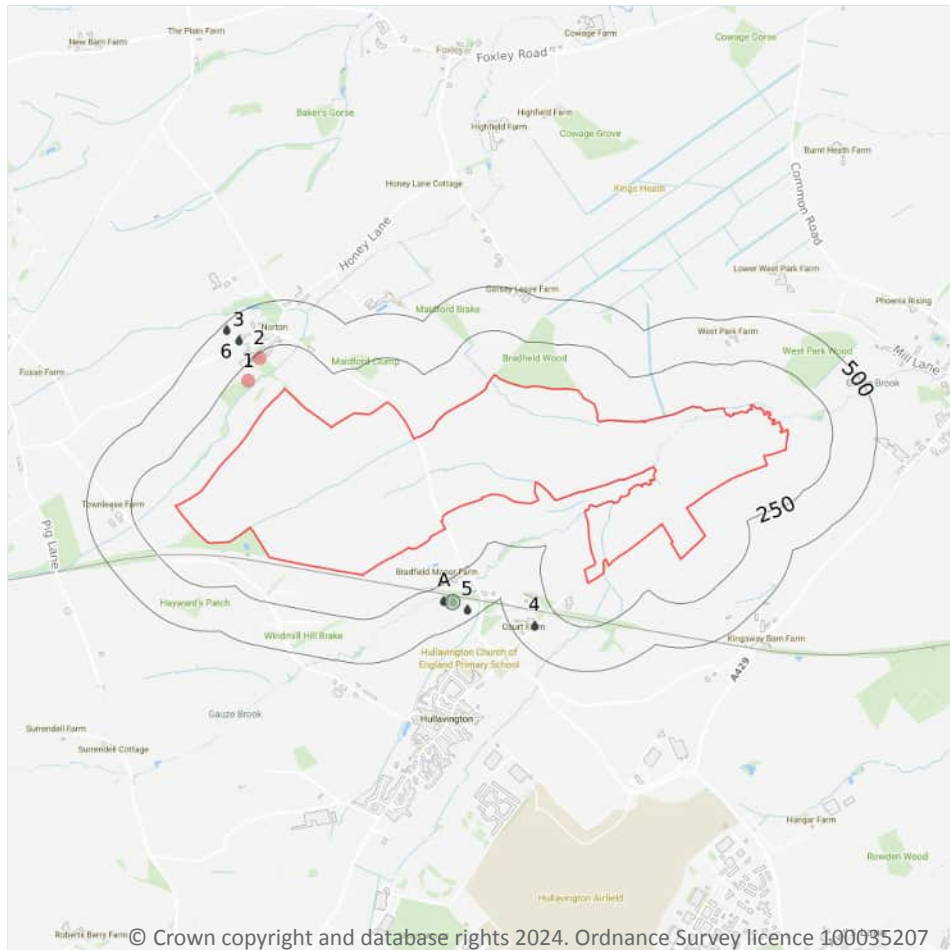 The Plain Farm
New Barn Farm
Foxley
Foxley Road
Cowage Farm
Cowage Gorse
Baker's Gorse
Highfield Farm
Highfield Farm
Cowage Grove
Burnt Heath Farm
Honey Lane Cottage
Kings Heath
Common Road
Honey Lane
Lower West Park Farm
Gorsey Leaze Farm
Phoenix Rising
Maidford Brake
3
Norton
2
6
1
West Park Farm
Mill Lane
Maidford Clump
Bradfield Wood
West Park Wood
Fosse Farm
500
Brook
Townlease Farm
250
Pig Lane
Bradfield Manor Farm
A
5
4
Hayward's Patch
Court Farm
Windmill Hill Brake
Kingsway Barn Farm
Hullavington Church of
England Primary School
A429
Gauze Brook
Hullavington
Surrendell Farm
Surrendell Cottage
Hangar Farm
Rowden Wood
Hullavington Airfield
Roberts Barry Farm
© Crown copyright and database rights 2024. Ordnance Survey licence 100035207